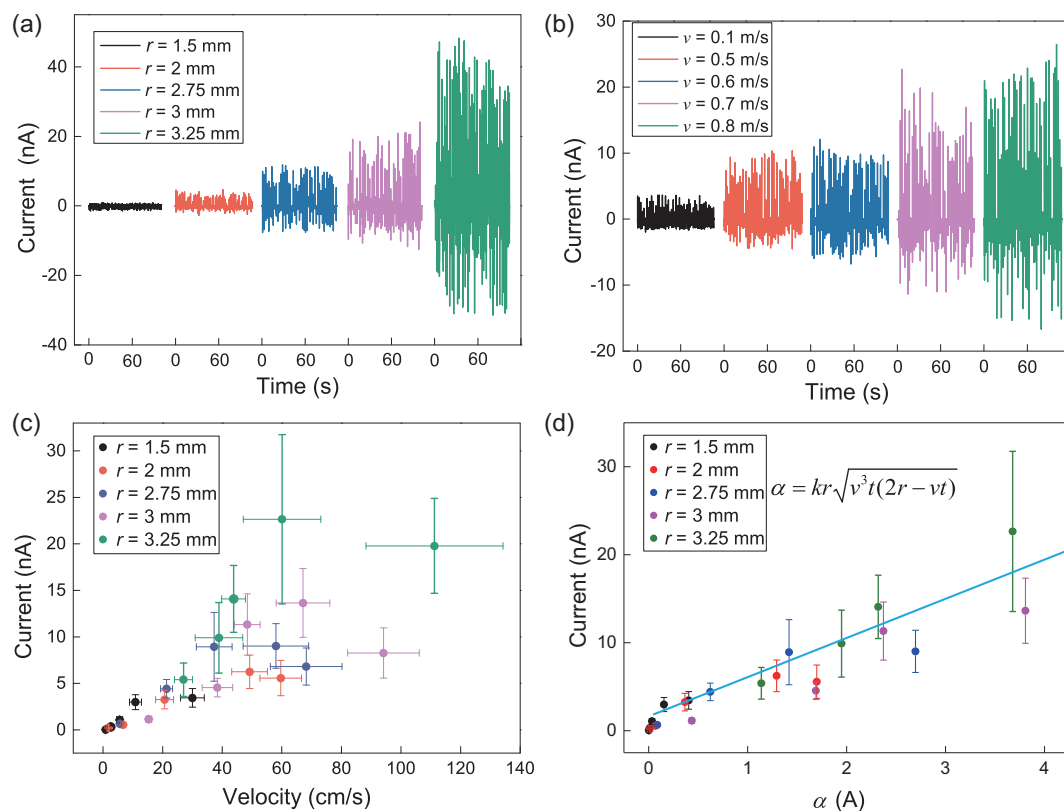 (a)
r = 1.5 mm
r = 2 mm
r = 2.75 mm
r = 3 mm
r = 3.25 mm
Current (nA)
40
20
0
-20
-40
0 60 0 60 0 60 0 60 0 60
Time (s)
(b)
v = 0.1 m/s
v = 0.5 m/s
v = 0.6 m/s
v = 0.7 m/s
v = 0.8 m/s
Current (nA)
30
20
10
0
-10
-20
0 60 0 60 0 60 0 60 0 60
Time (s)
(c)
r = 1.5 mm
r = 2 mm
r = 2.75 mm
r = 3 mm
r = 3.25 mm
Current (nA)
30
25
20
15
10
5
0
0 20 40 60 80 100 120 140
Velocity (cm/s)
(d)
r = 1.5 mm
r = 2 mm
r = 2.75 mm
r = 3 mm
r = 3.25 mm
α = kr√v³t(2r − vt)
Current (nA)
30
20
10
0
0 1 2 3 4
α (A)